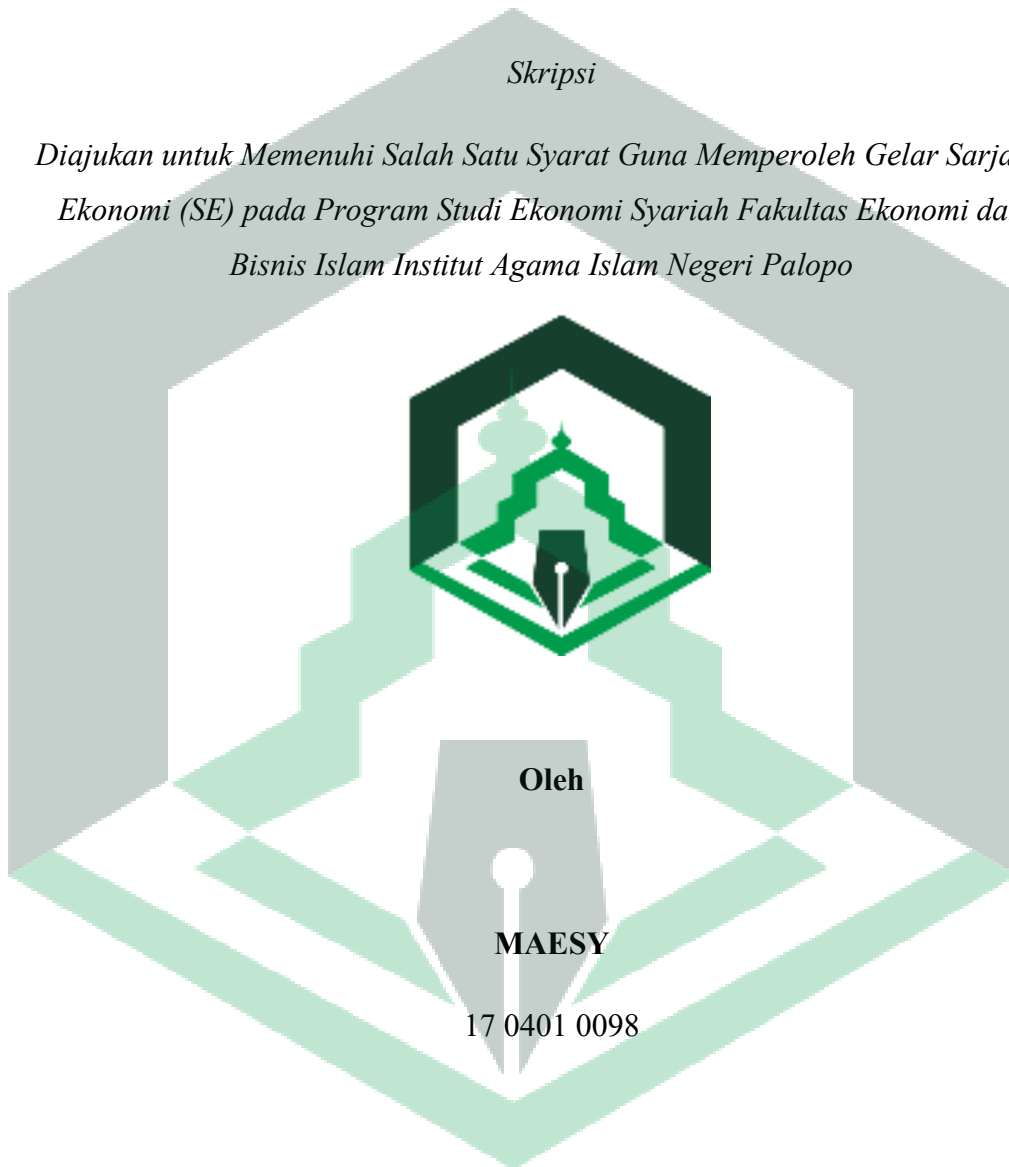 Skripsi
Diajukan untuk Memenuhi Salah Satu Syarat Guna Memperoleh Gelar Sarja
Ekonomi (SE) pada Program Studi Ekonomi Syariah Fakultas Ekonomi da
Bisnis Islam Institut Agama Islam Negeri Palopo
Oleh
MAESY
17 0401 0098